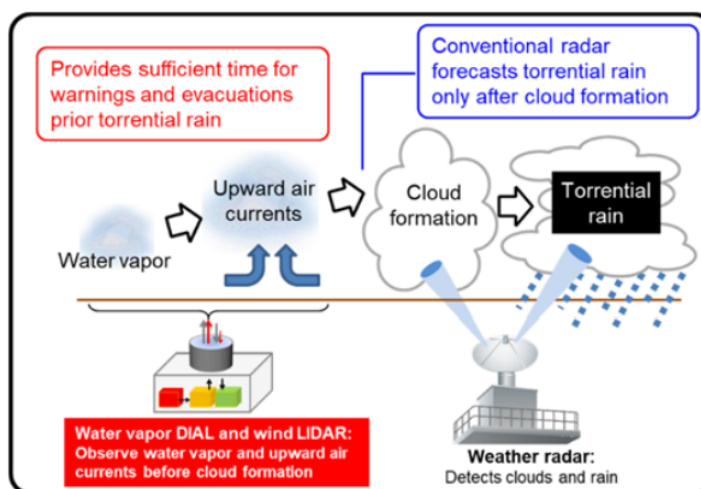 Provides sufficient time for
warnings and evacuations
prior torrential rain
Conventional radar
forecasts torrential rain
only after cloud formation
Water vapor
Upward air
currents
Cloud
formation
Torrential
rain
Water vapor DIAL and wind LIDAR:
Observe water vapor and upward air
currents before cloud formation
Weather radar:
Detects clouds and rain